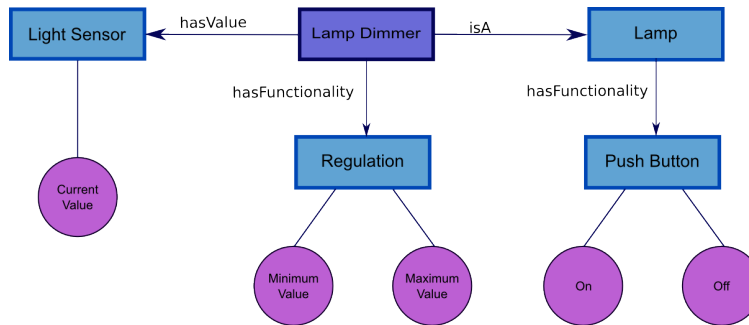 Light Sensor
hasValue
Lamp Dimmer
isA
Lamp
hasFunctionality
hasFunctionality
Regulation
Push Button
Current
Value
Minimum
Value
Maximum
Value
On
Off